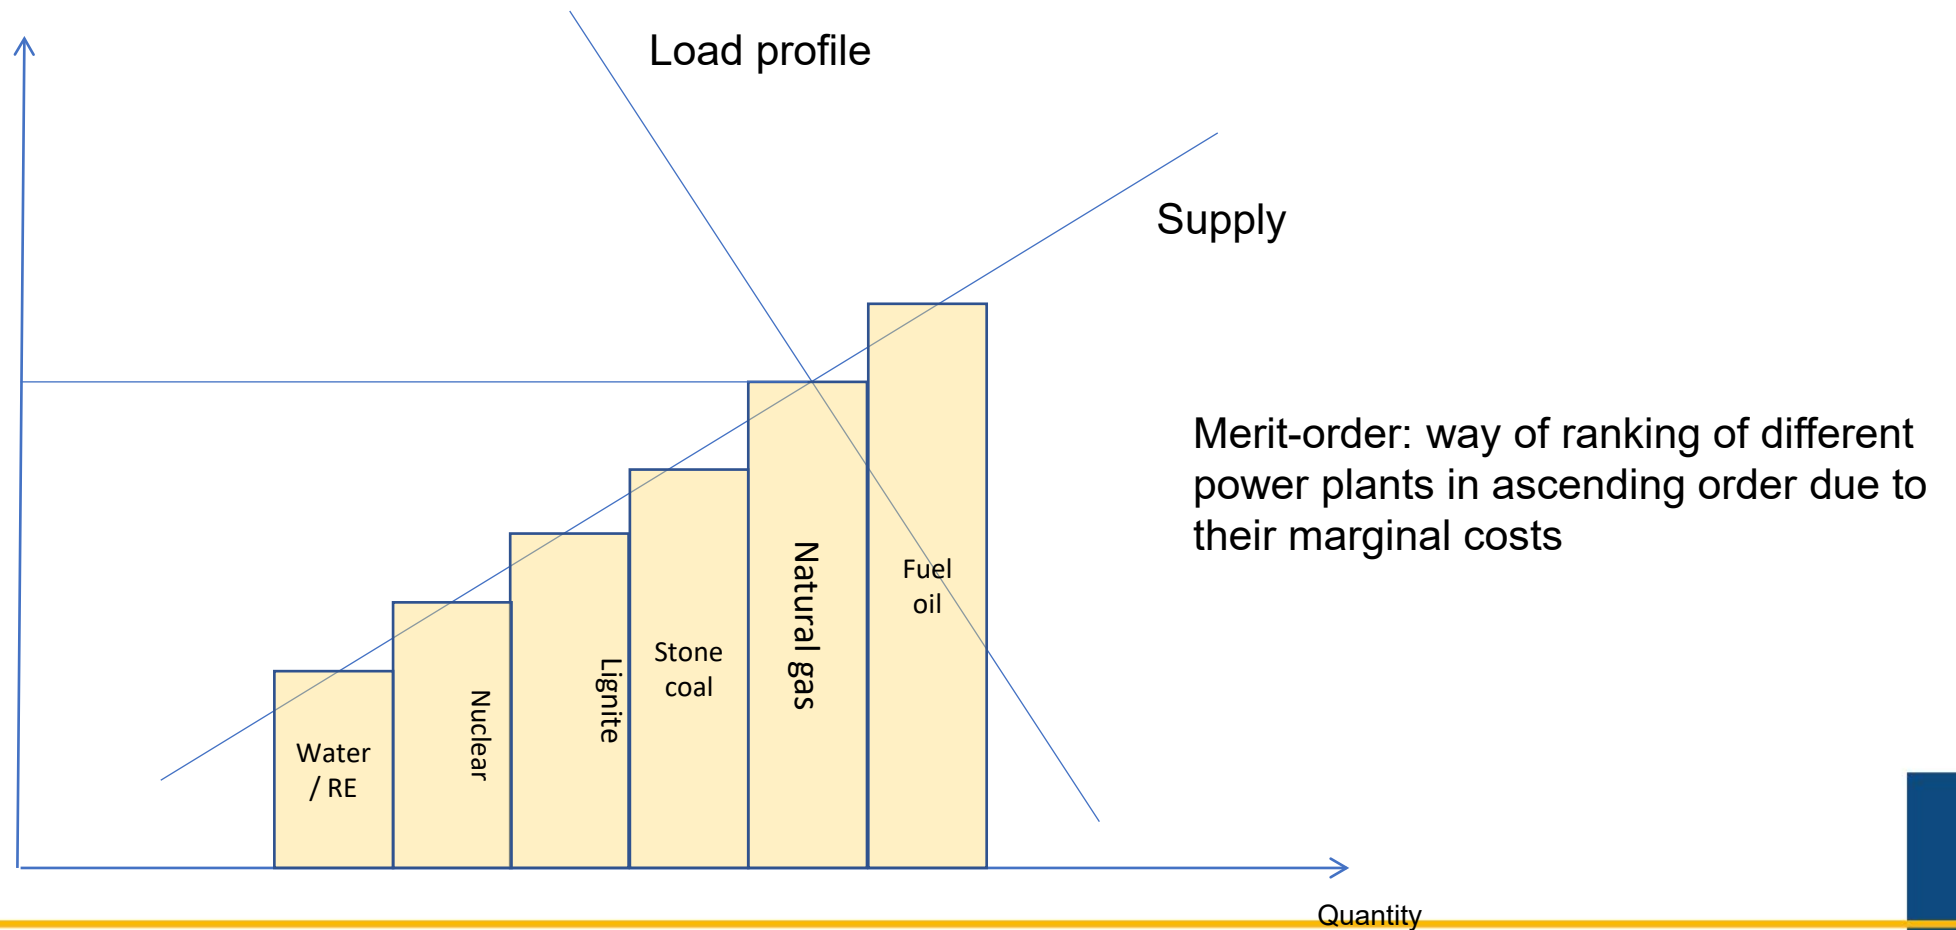 Load profile
Supply
Merit-order: way of ranking of different
power plants in ascending order due to
their marginal costs
Water
/ RE
Nuclear
Lignite
Stone
coal
Natural gas
Fuel
oil
Quantity